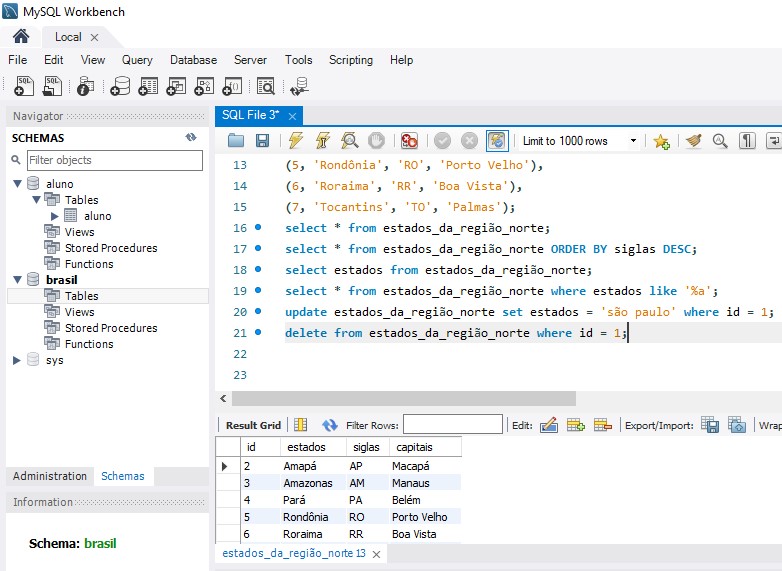 MySQL Workbench
Local
File Edit View Query Database Server Tools Scripting Help
Navigator
SCHEMAS
Filter objects
aluno
Tables
aluno
Views
Stored Procedures
Functions
brasil
Tables
Views
Stored Procedures
Functions
sys
Administration Schemas
Information
Schema: brasil
SQL File 3*
Limit to 1000 rows
13 (5, 'Rondônia', 'RO', 'Porto Velho'),
14 (6, 'Roraima', 'RR', 'Boa Vista'),
15 (7, 'Tocantins', 'TO', 'Palmas');
16 select * from estados_da_região_norte;
17 select * from estados_da_região_norte ORDER BY siglas DESC;
18 select estados from estados_da_região_norte;
19 select * from estados_da_região_norte where estados like '%a';
20 update estados_da_região_norte set estados = 'são paulo' where id = 1;
21 delete from estados_da_região_norte where id = 1;
22
23
Result Grid Filter Rows: Edit: Export/Import: Wrap
id estados siglas capitais
2 Amapá AP Macapá
3 Amazonas AM Manaus
4 Pará PA Belém
5 Rondônia RO Porto Velho
6 Roraima RR Boa Vista
estados_da_região_norte 13